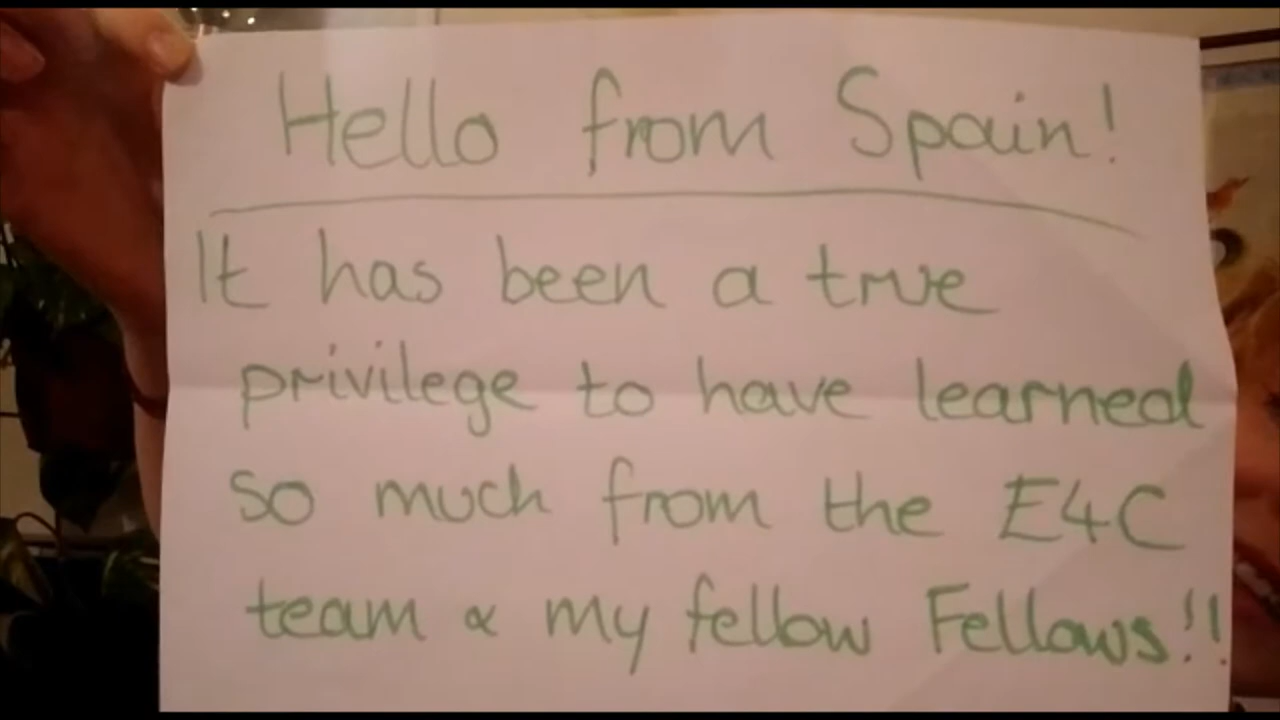 Hello from Spain!
It has been a true
privilege to have learned
so much from the E4C
team & my fellow Fellows!!